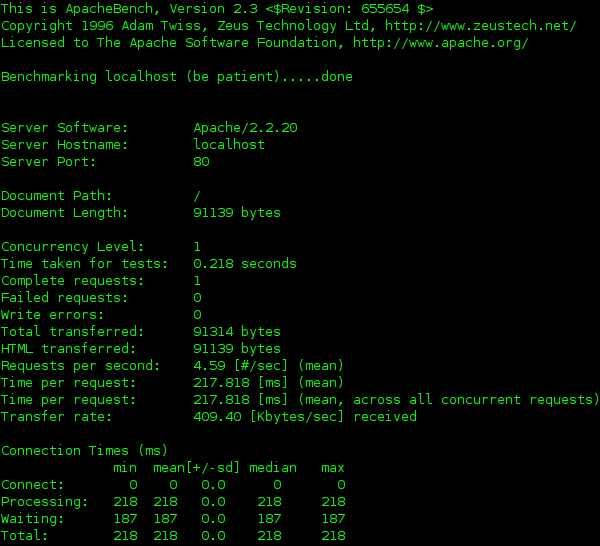 This is ApacheBench, Version 2.3 <$Revision: 655654 $>
Copyright 1996 Adam Twiss, Zeus Technology Ltd, http://www.zeustech.net/
Licensed to The Apache Software Foundation, http://www.apache.org/
Benchmarking localhost (be patient).....done
Server Software: Apache/2.2.20
Server Hostname: localhost
Server Port: 80
Document Path: /
Document Length: 91139 bytes
Concurrency Level: 1
Time taken for tests: 0.218 seconds
Complete requests: 1
Failed requests: 0
Write errors: 0
Total transferred: 91314 bytes
HTML transferred: 91139 bytes
Requests per second: 4.59 [#/sec] (mean)
Time per request: 217.818 [ms] (mean)
Time per request: 217.818 [ms] (mean, across all concurrent requests)
Transfer rate: 409.40 [Kbytes/sec] received
Connection Times (ms)
min mean[+/-sd] median max
Connect: 0 0 0.0 0 0
Processing: 218 218 0.0 218 218
Waiting: 187 187 0.0 187 187
Total: 218 218 0.0 218 218